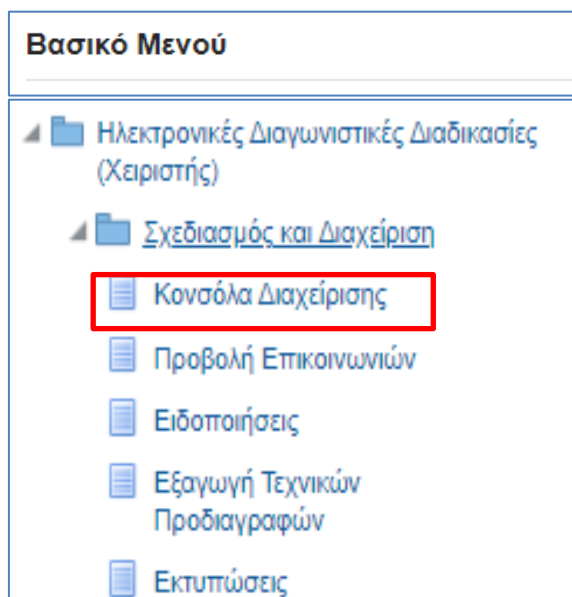 Βασικό Μενού
Ηλεκτρονικές Διαγωνιστικές Διαδικασίες
(Χειριστής)
Σχεδιασμός και Διαχείριση
Κονσόλα Διαχείρισης
Προβολή Επικοινωνιών
Ειδοποιήσεις
Εξαγωγή Τεχνικών
Προδιαγραφών
Εκτυπώσεις